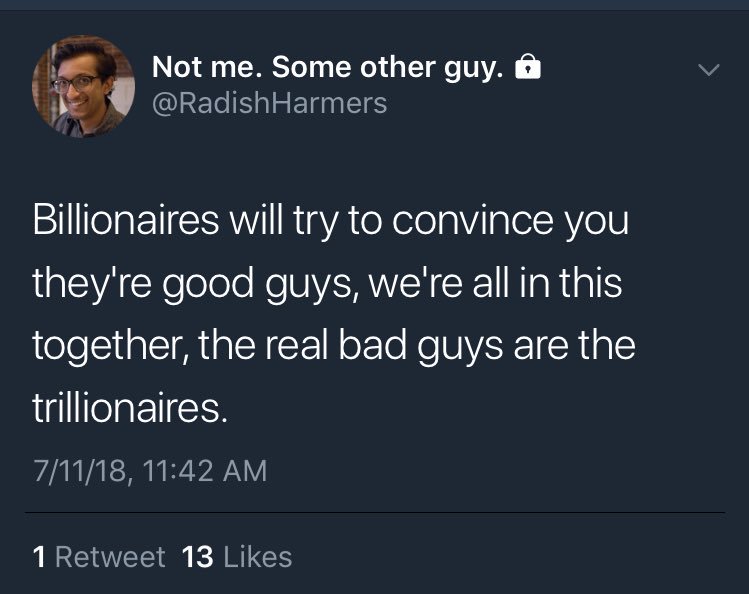 Not me. Some other guy.
@RadishHarmers
Billionaires will try to convince you
they're good guys, we're all in this
together, the real bad guys are the
trillionaires.
7/11/18, 11:42 AM
1 Retweet 13 Likes